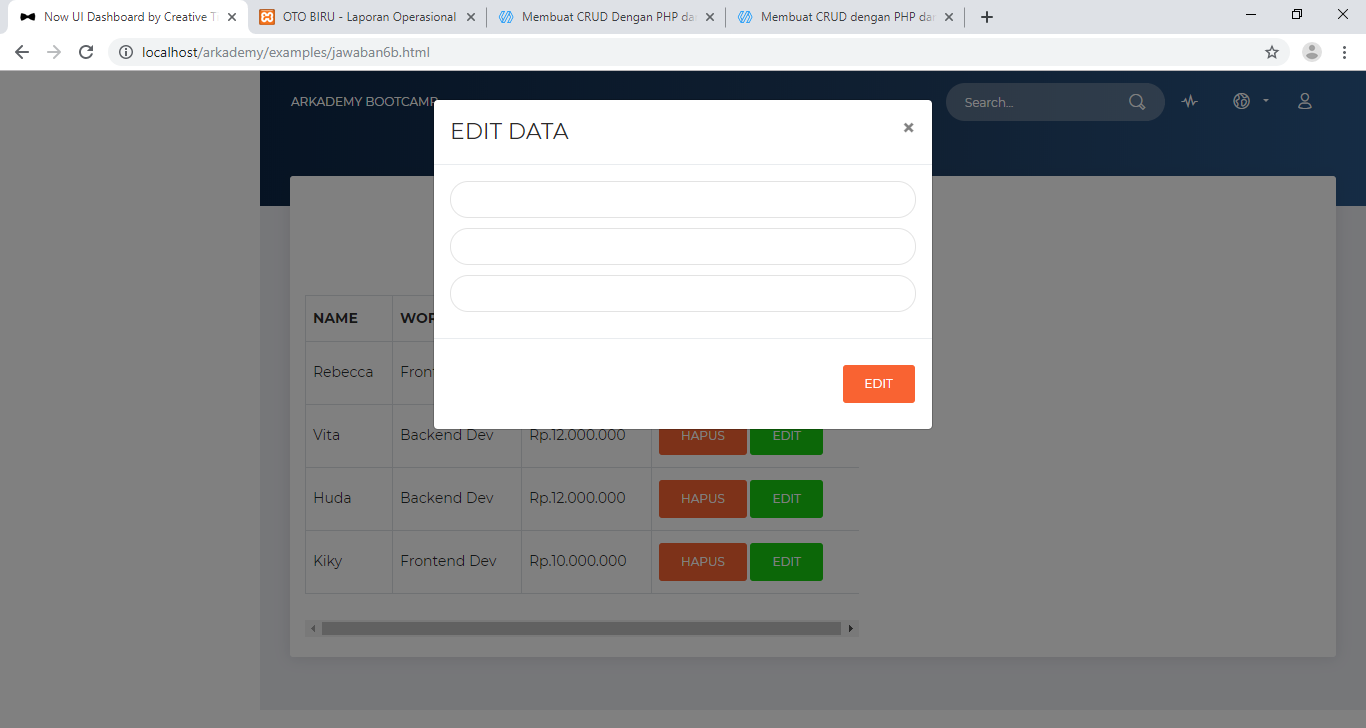 Now UI Dashboard by Creative T
OTO BIRU - Laporan Operasional
Membuat CRUD Dengan PHP da
Membuat CRUD dengan PHP da
localhost/arkademy/examples/jawaban6b.html
ARKADEMY BOOTCAMP
Search...
EDIT DATA
×
EDIT
NAME WOR
Rebecca Front
Vita Backend Dev Rp.12.000.000 HAPUS EDIT
Huda Backend Dev Rp.12.000.000 HAPUS EDIT
Kiky Frontend Dev Rp.10.000.000 HAPUS EDIT